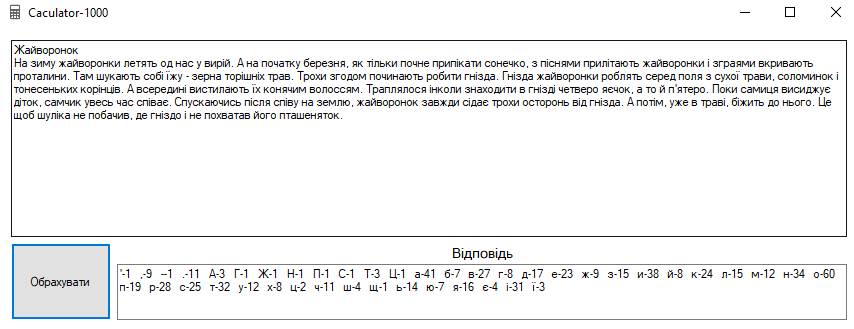 Caculator-1000
Жайворонок
На зиму жайворонки летять од нас у вирій. А на початку березня, як тільки почне припікати сонечко, з піснями прилітають жайворонки і зграями вкривають
проталини. Там шукають собі їжу - зерна торішніх трав. Трохи згодом починають робити гнізда. Гнізда жайворонки роблять серед поля з сухої трави, соломинок і
тонесеньких корінців. А всередині вистилають їх конячим волоссям. Траплялося інколи знаходити в гнізді четверо яєчок, а то й п'ятеро. Поки самиця висиджує
діток, самчик увесь час співає. Спускаючись після співу на землю, жайворонок завжди сідає трохи осторонь від гнізда. А потім, уже в траві, біжить до нього. Це
щоб шуліка не побачив, де гніздо і не похватав його пташеняток.
Відповідь
Обрахувати
'-1 ,-9 --1 .-11 А-3 Г-1 Ж-1 Н-1 П-1 С-1 Т-3 Ц-1 а-41 б-7 в-27 г-8 д-17 е-23 ж-9 з-15 и-38 й-8 к-24 л-15 м-12 н-34 о-60
п-19 р-28 с-25 т-32 у-12 х-8 ц-2 ч-11 ш-4 щ-1 ь-14 ю-7 я-16 є-4 і-31 ї-3